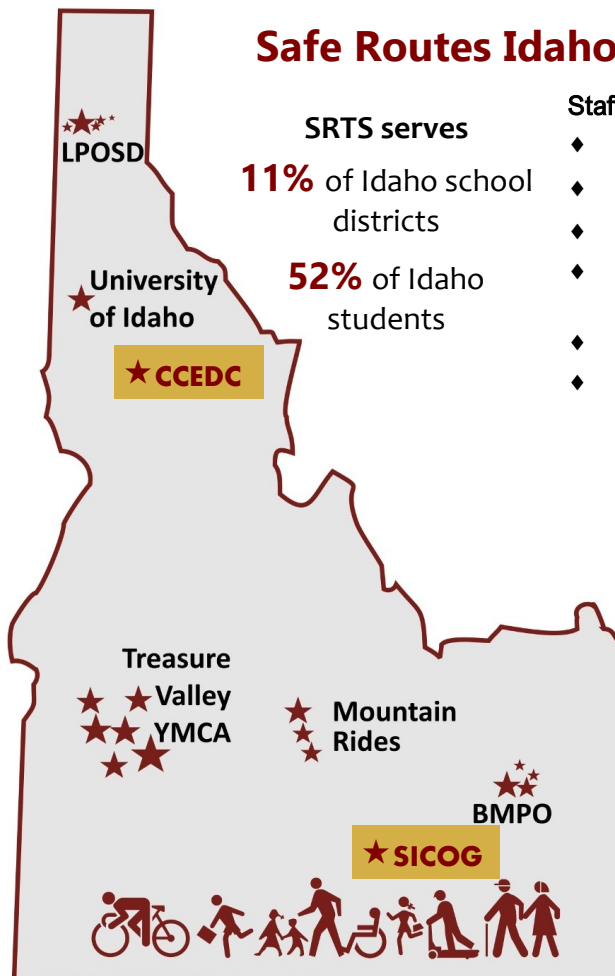 Safe Routes Idaho
SRTS serves
11% of Idaho school
districts
52% of Idaho
students
Staf
LPOSD
University
of Idaho
CCEDC
Treasure
Valley
YMCA
Mountain
Rides
BMPO
SICOG